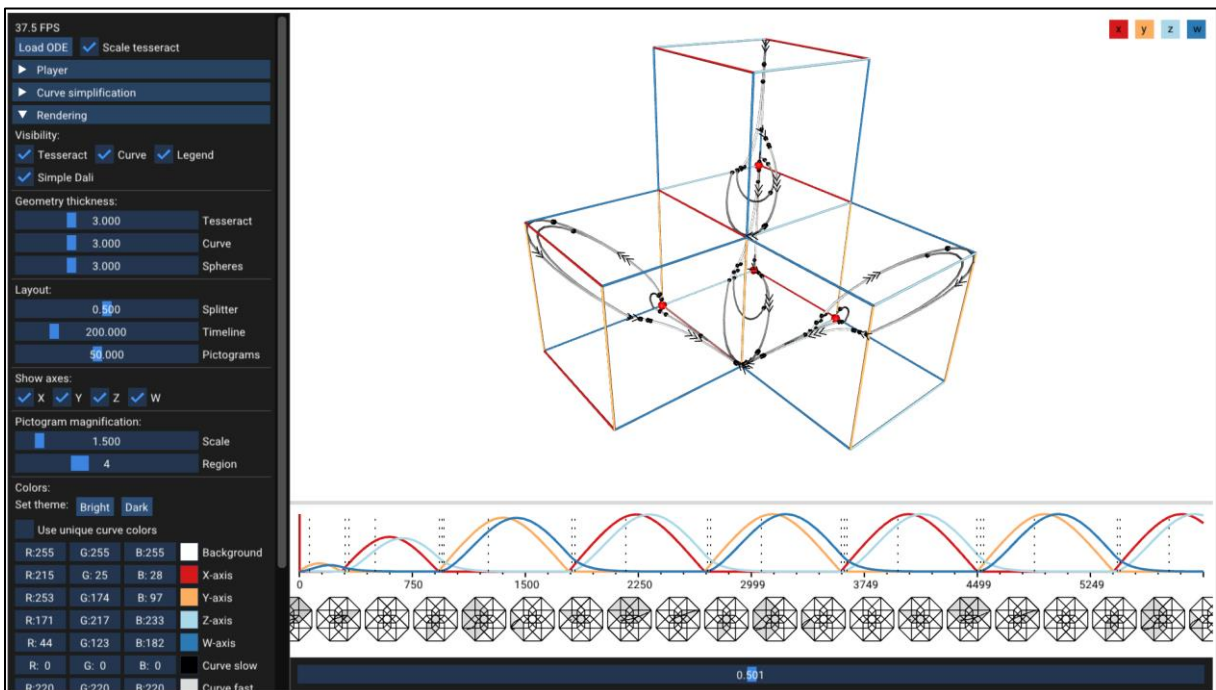 37.5 FPS
Load ODE Scale tesseract
Player
Curve simplification
Rendering
Visibility:
Tesseract Curve Legend
Simple Dali
Geometry thickness:
3.000 Tesseract
3.000 Curve
3.000 Spheres
Layout:
0.500 Splitter
200.000 Timeline
50.000 Pictograms
Show axes:
X Y Z W
Pictogram magnification:
1.500 Scale
4 Region
Colors:
Set theme: Bright Dark
Use unique curve colors
R:255 G:255 B:255 Background
R:215 G: 25 B: 28 X-axis
R:253 G:174 B: 97 Y-axis
R:171 G:217 B:233 Z-axis
R: 44 G:123 B:182 W-axis
R: 0 G: 0 B: 0 Curve slow
R:220 G:220 B:220 Curve fast
x y z w
0 750 1500 2250 2999 3749 4499 5249
0.501